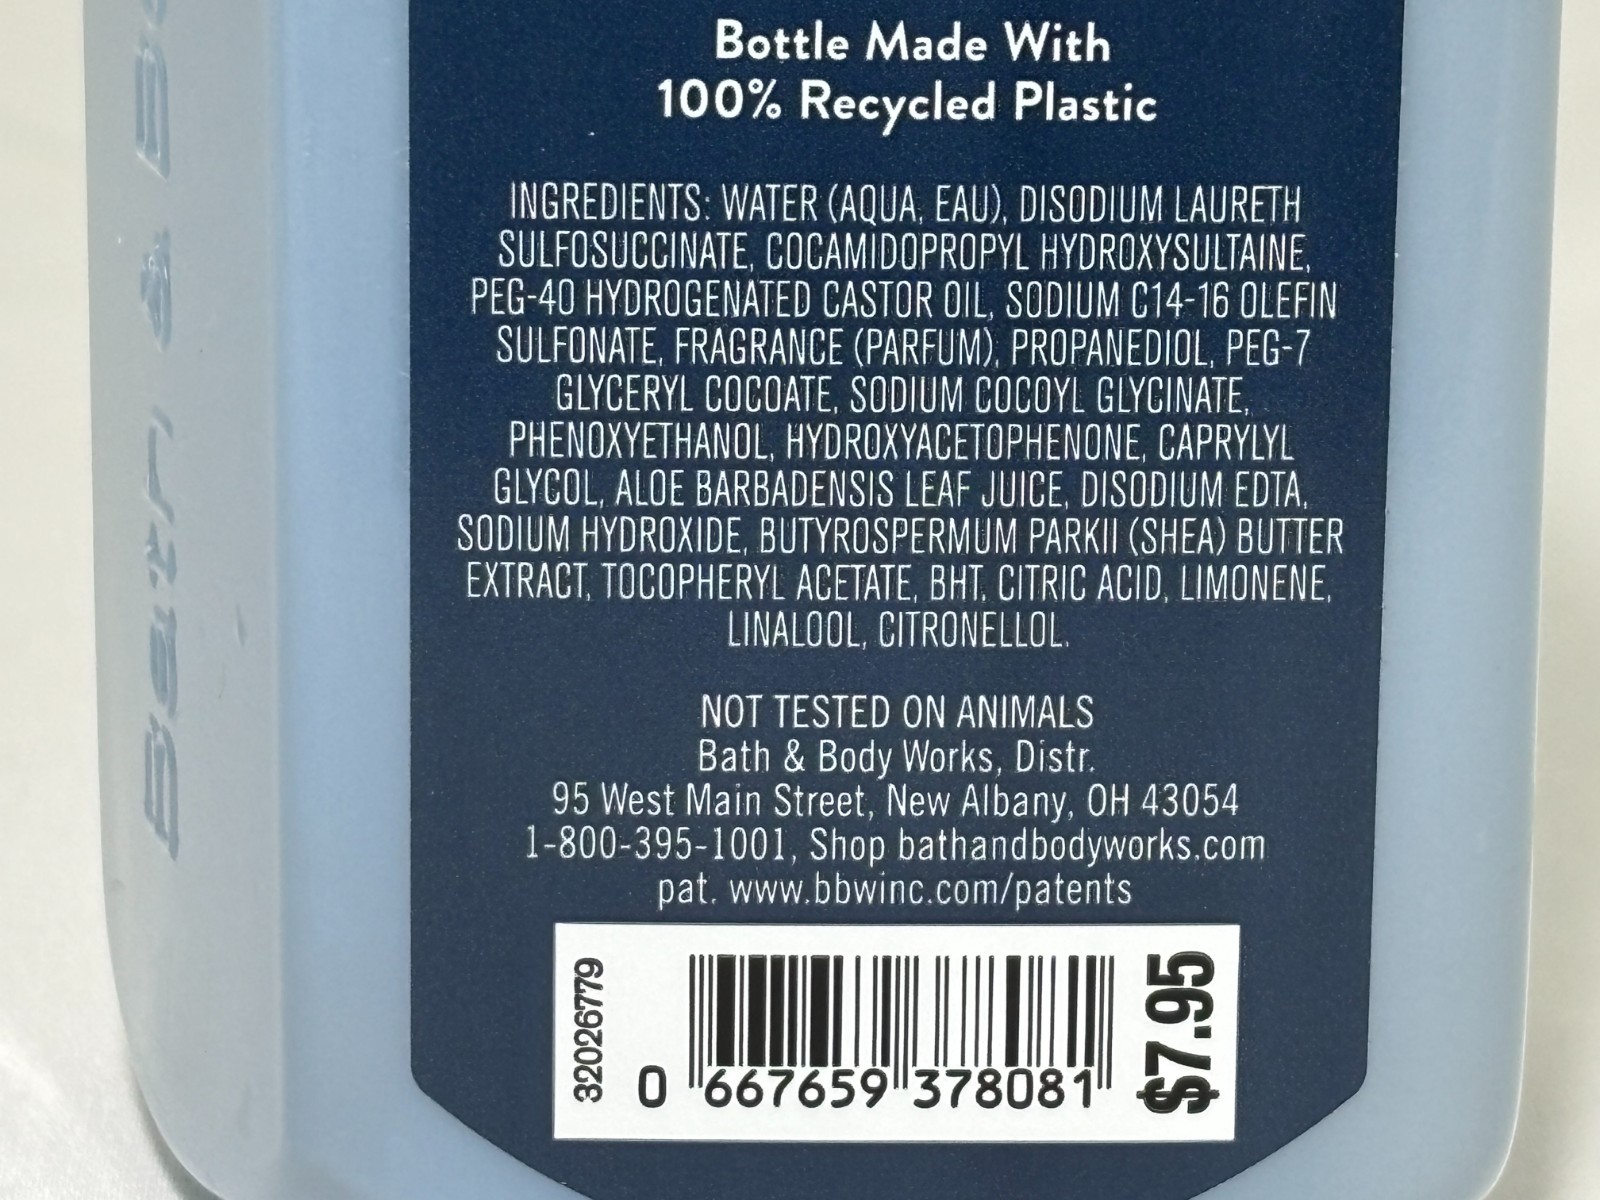 Bottle Made With
100% Recycled Plastic
INGREDIENTS: WATER (AQUA, EAU), DISODIUM LAURETH
SULFOSUCCINATE, COCAMIDOPROPYL HYDROXYSULTAINE,
PEG-40 HYDROGENATED CASTOR OIL, SODIUM C14-16 OLEFIN
SULFONATE, FRAGRANCE (PARFUM), PROPANEDIOL, PEG-7
GLYCERYL COCOATE, SODIUM COCOYL GLYCINATE,
PHENOXYETHANOL, HYDROXYACETOPHENONE, CAPRYLYL
GLYCOL, ALOE BARBADENSIS LEAF JUICE, DISODIUM EDTA,
SODIUM HYDROXIDE, BUTYROSPERMUM PARKII (SHEA) BUTTER
EXTRACT, TOCOPHERYL ACETATE, BHT, CITRIC ACID, LIMONENE,
LINALOOL, CITRONELLOL.
NOT TESTED ON ANIMALS
Bath & Body Works, Distr.
95 West Main Street, New Albany, OH 43054
1-800-395-1001, Shop bathandbodyworks.com
pat. www.bbwinc.com/patents
32026779
0 667659 378081
$7.95
Bath &